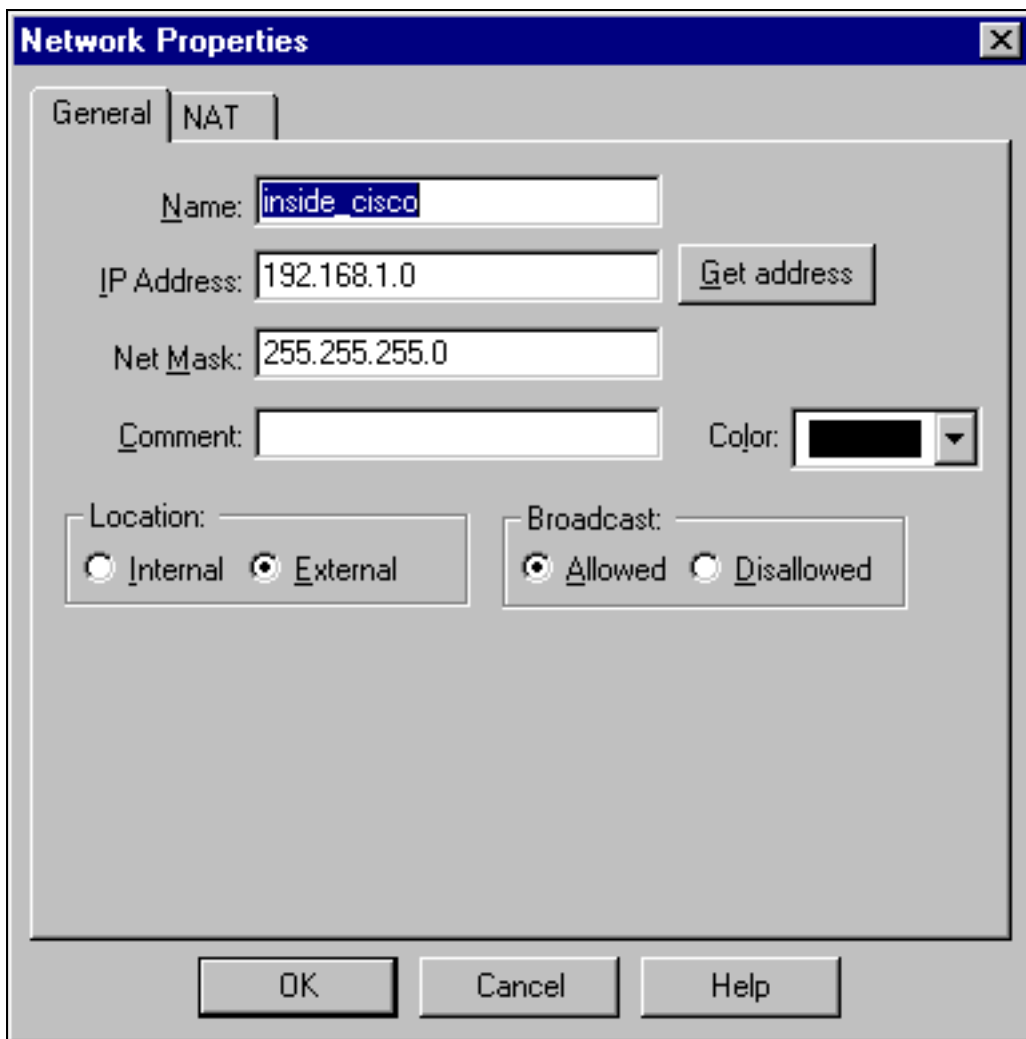 Network Properties
General NAT
Name: inside_cisco
IP Address: 192.168.1.0 Get address
Net Mask: 255.255.255.0
Comment: Color:
Location: Broadcast:
Internal External Allowed Disallowed
OK Cancel Help